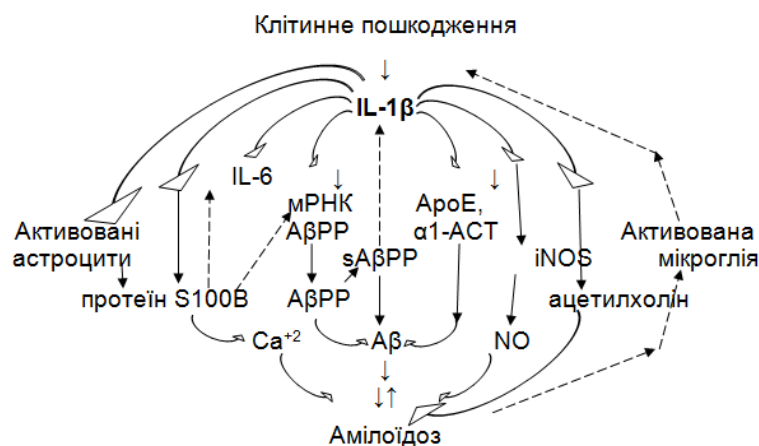 Клітинне пошкодження
↓
IL-1β
IL-6
↓
↓
мРНК
AβPP
ApoE,
α1-ACT
Активовані
астроцити
sAβPP
iNOS
Активована
мікроглія
протеїн S100B
AβPP
ацетилхолін
Ca⁺²
Aβ
NO
↓
↓↑
Амілоїдоз